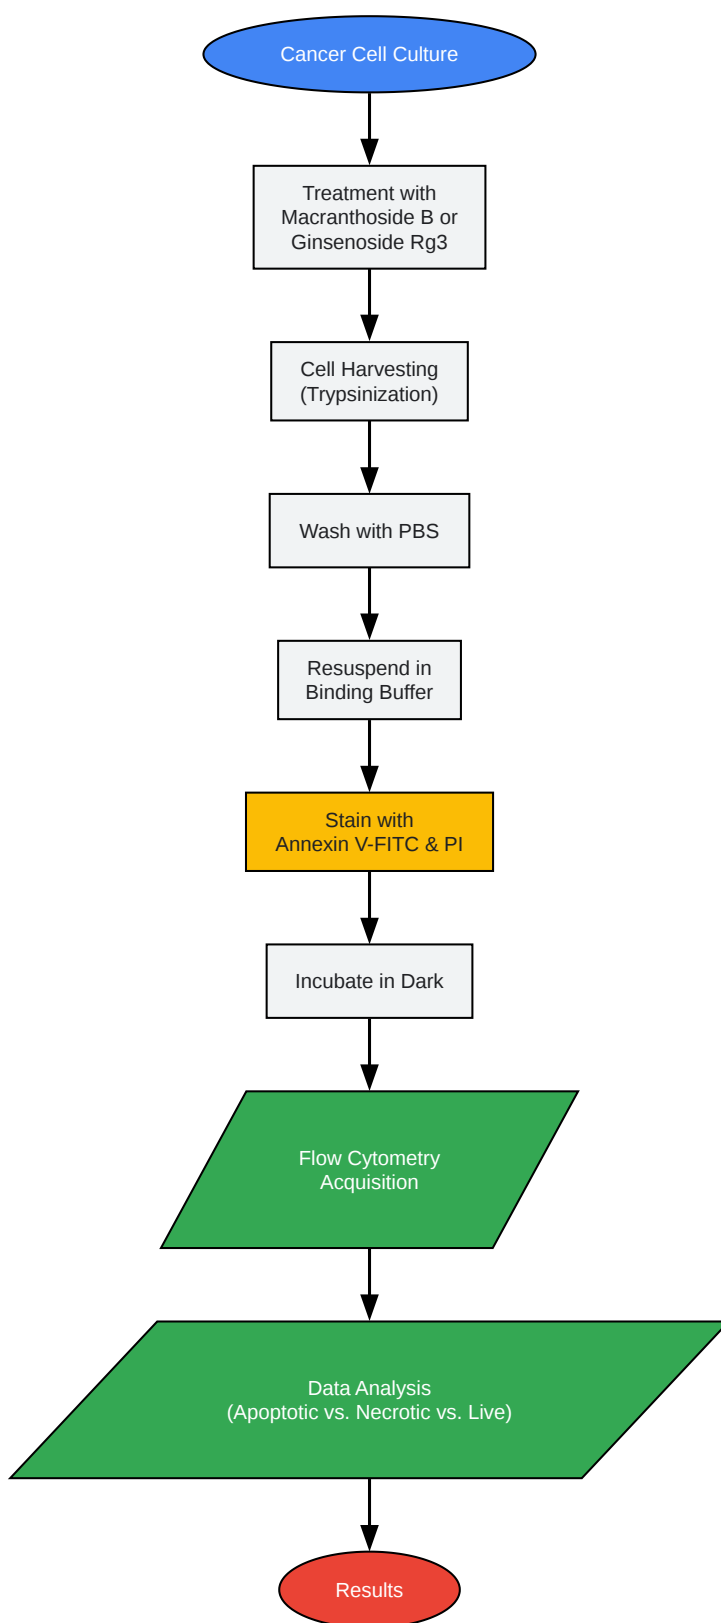 Cancer Cell Culture
Treatment with
Macranthoside B or
Ginsenoside Rg3
Cell Harvesting
(Trypsinization)
Wash with PBS
Resuspend in
Binding Buffer
Stain with
Annexin V-FITC & PI
Incubate in Dark
Flow Cytometry
Acquisition
Data Analysis
(Apoptotic vs. Necrotic vs. Live)
Results